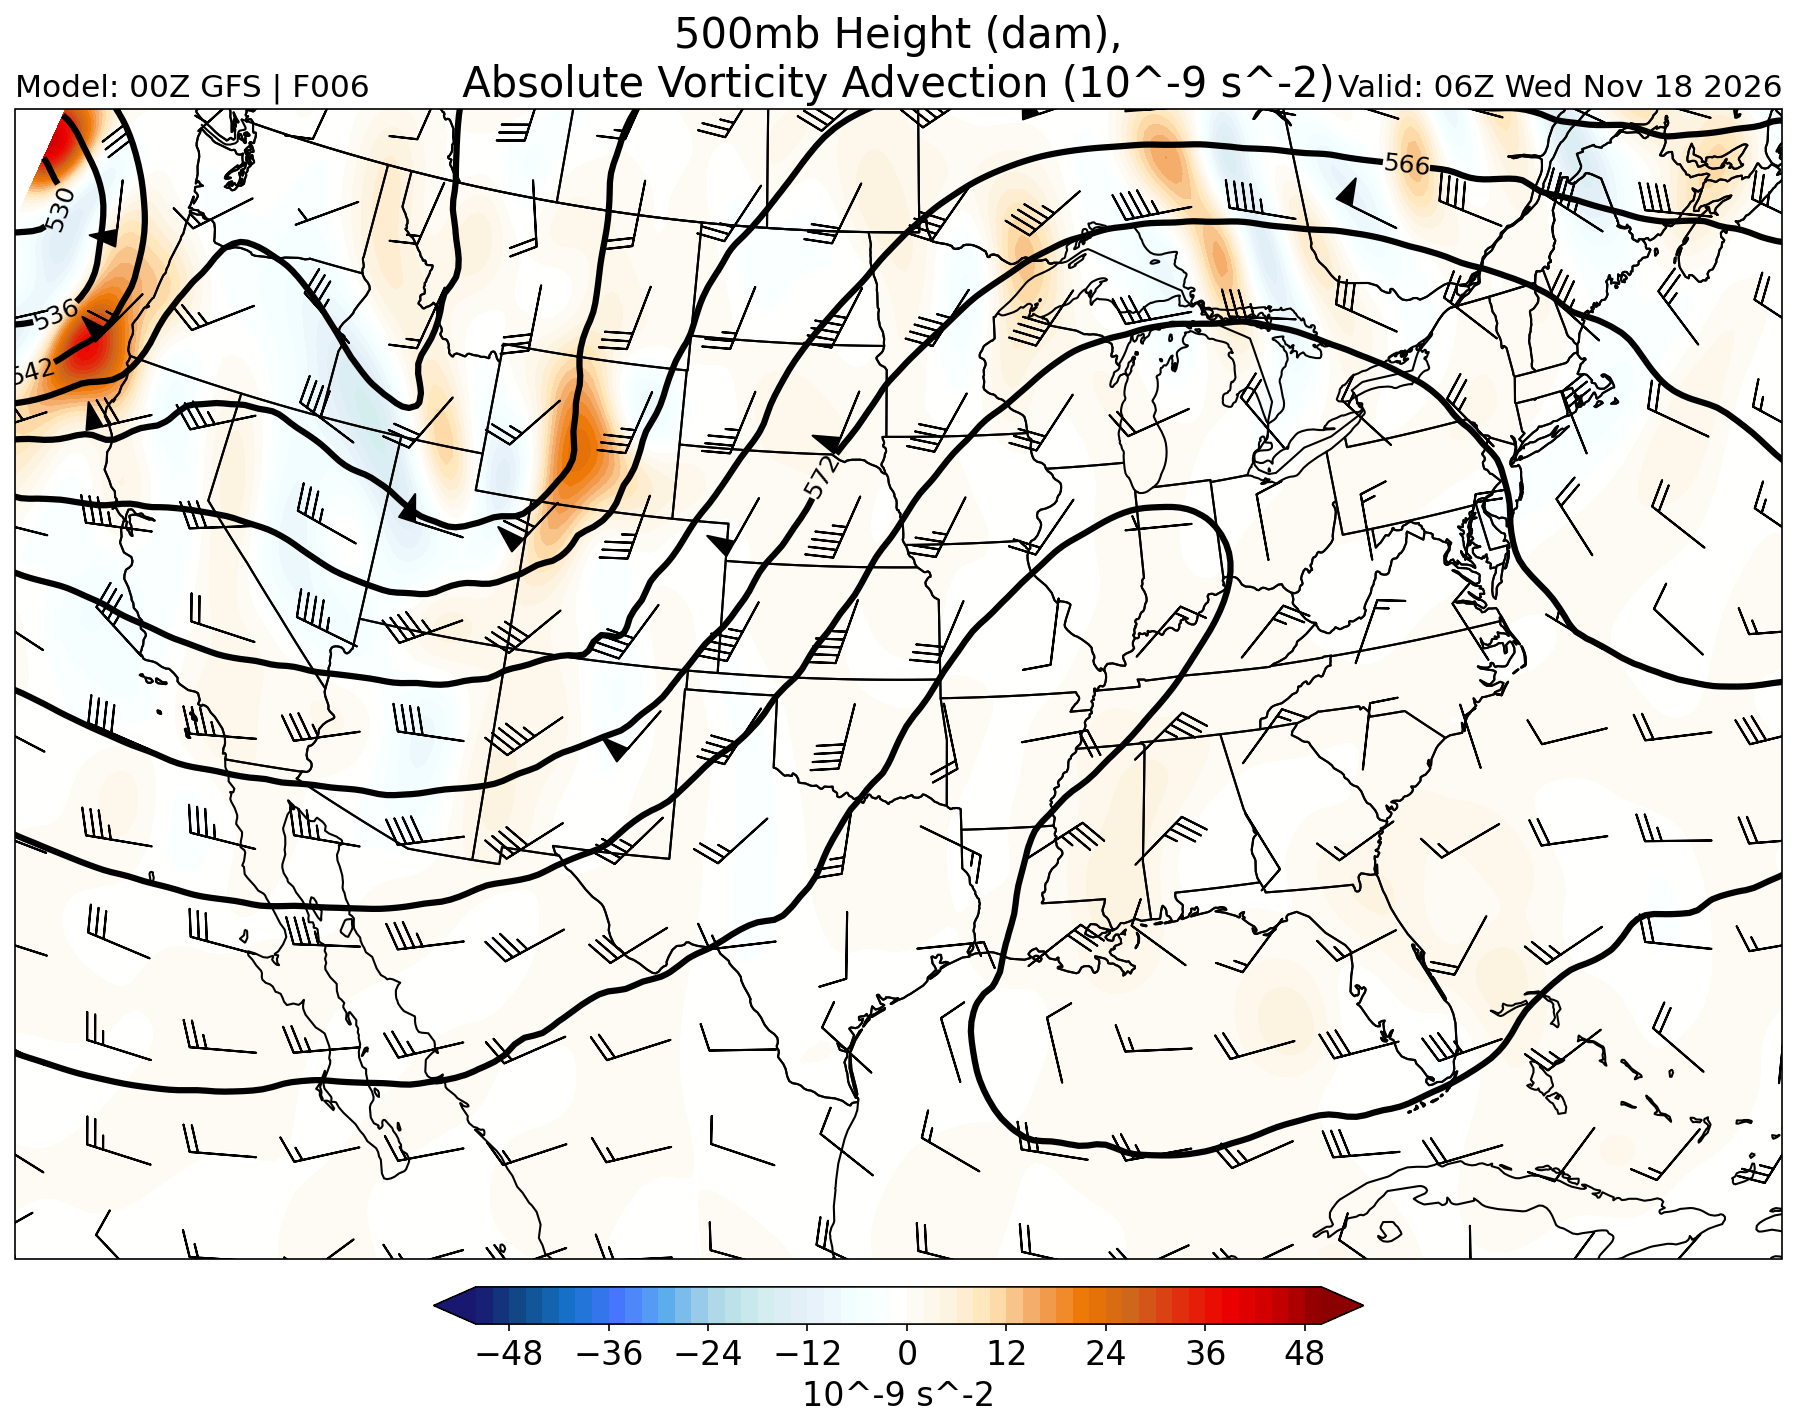 500mb Height (dam),
Model: 00Z GFS | F006
Absolute Vorticity Advection (10^-9 s^-2)
Valid: 06Z Wed Nov 18 2026
566
530
536
542
572
−48 −36 −24 −12 0 12 24 36 48
10^-9 s^-2